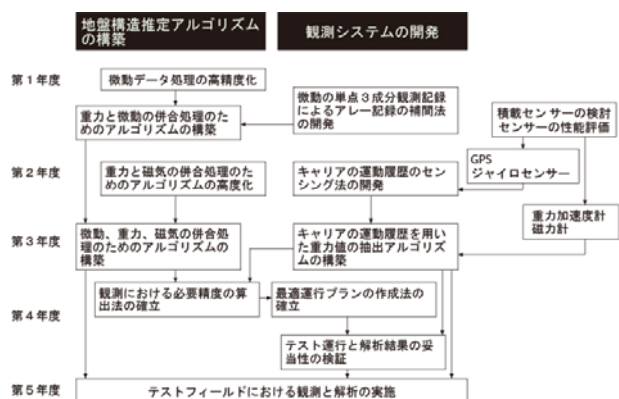 地盤構造推定アルゴリズム
の構築
観測システムの開発
第1年度
微動データ処理の高精度化
重力と微動の併合処理のた
めのアルゴリズムの構築
微動の単点3成分観測記録
によるアレー記録の補間法
の開発
積載センサーの検討
センサーの性能評価
第2年度
重力と磁気の併合処理のた
めのアルゴリズムの高度化
キャリアの運動履歴のセン
シング法の開発
GPS
ジャイロセンサー
重力加速度計
磁力計
第3年度
微動、重力、磁気の併合処
理のためのアルゴリズムの
構築
キャリアの運動履歴を用い
た重力値の抽出アルゴリズ
ムの構築
観測における必要精度の算
出法の確立
最適運行プランの作成法の
確立
第4年度
テスト運行と解析結果の妥
当性の検証
第5年度
テストフィールドにおける観測と解析の実施